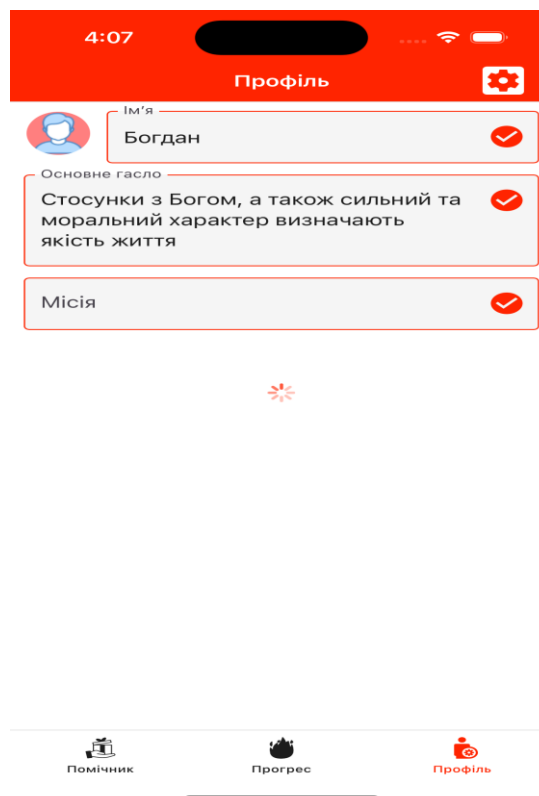 4:07
Профіль
Ім'я
Богдан
Основне гасло
Стосунки з Богом, а також сильний та
моральний характер визначають
якість життя
Місія
Помічник
Прогрес
Профіль